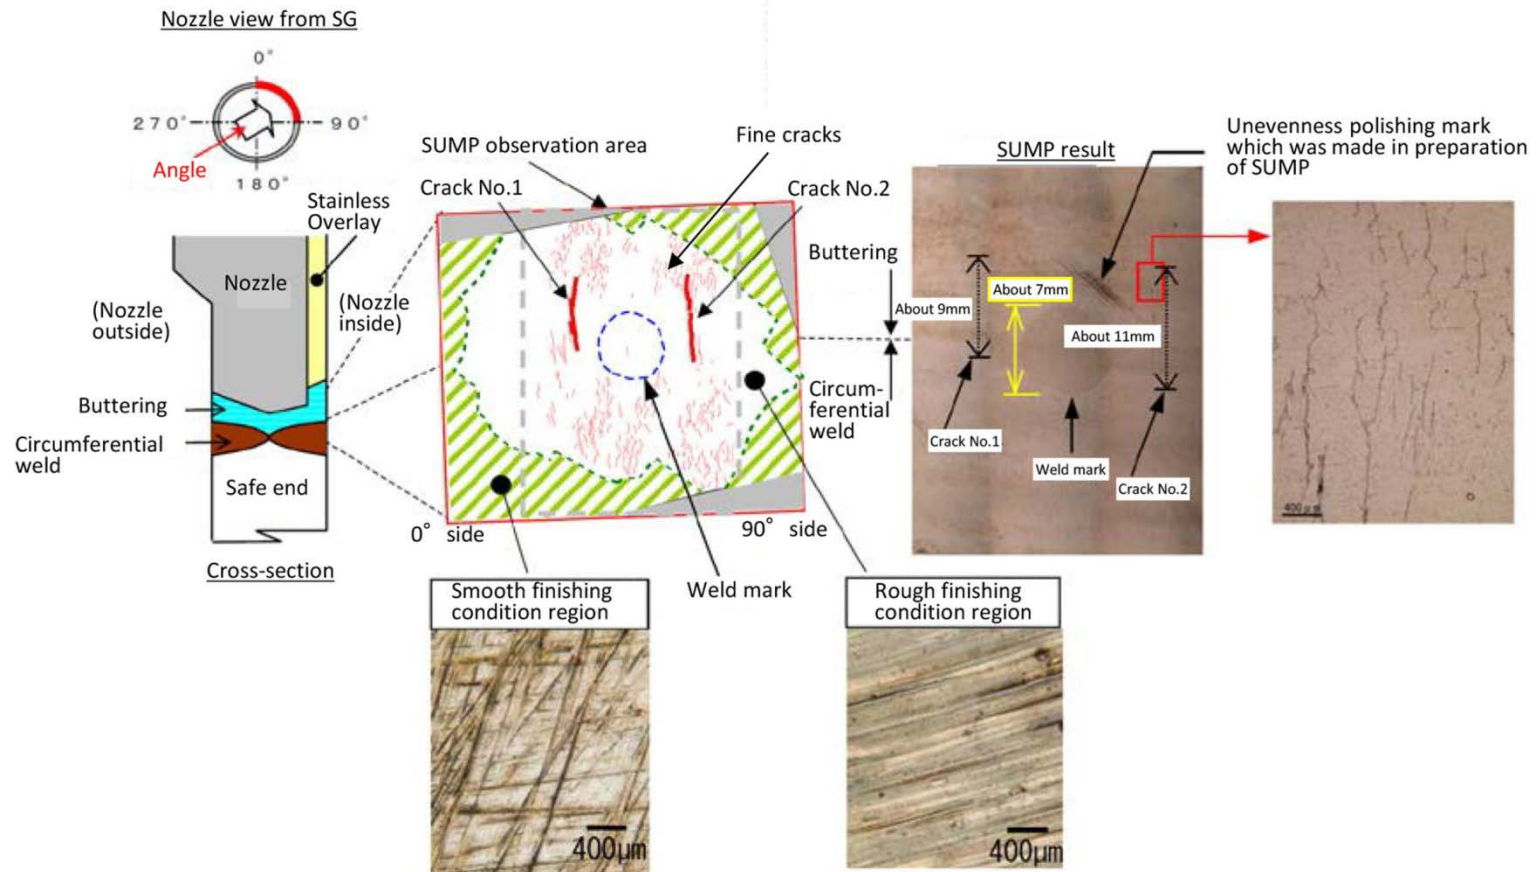 Nozzle view from SG
0°
270°
90°
180°
Angle
Stainless
Overlay
Nozzle
(Nozzle
outside)
(Nozzle
inside)
Buttering
Circumferential
weld
Safe end
Cross-section
SUMP observation area
Fine cracks
Crack No.1
Crack No.2
0° side
90° side
Weld mark
Smooth finishing
condition region
400μm
Rough finishing
condition region
400μm
Buttering
Circum-
ferential
weld
SUMP result
About 9mm
About 7mm
About 11mm
Crack No.1
Weld mark
Crack No.2
Unevenness polishing mark
which was made in preparation
of SUMP
400 μm